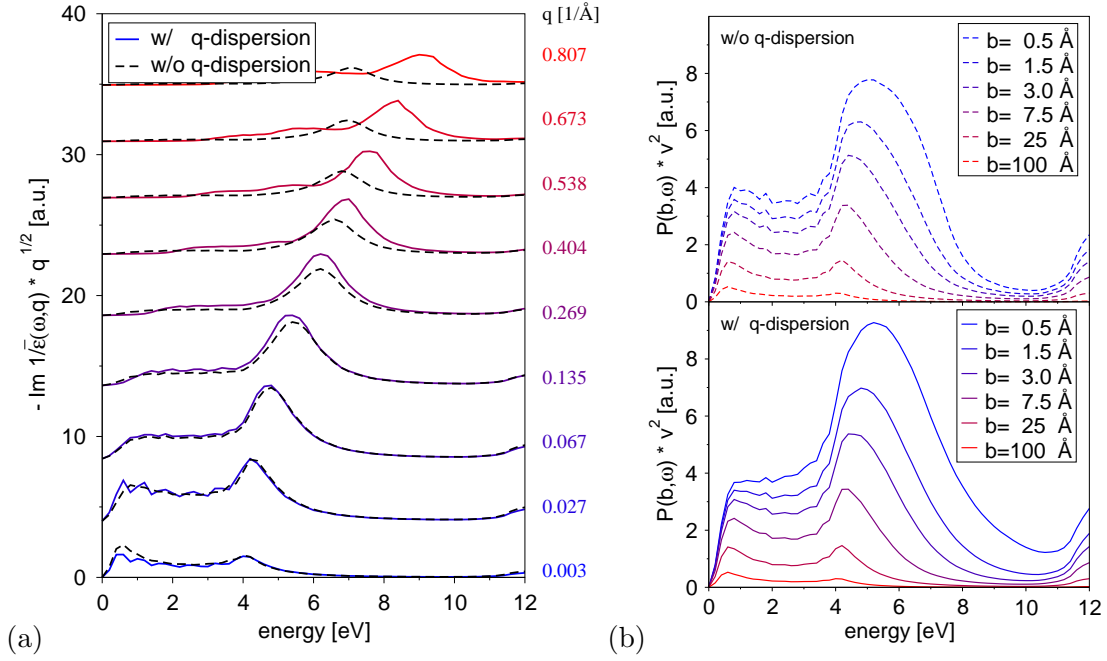 q [1/Å]
40
30
20
10
0
- Im 1/ε̅(ω,q) * q^1/2 [a.u.]
w/ q-dispersion
w/o q-dispersion
0.807
0.673
0.538
0.404
0.269
0.135
0.067
0.027
0.003
0 2 4 6 8 10 12
energy [eV]
(a)
w/o q-dispersion
b= 0.5 Å
b= 1.5 Å
b= 3.0 Å
b= 7.5 Å
b= 25 Å
b=100 Å
8
6
4
2
0
P(b,ω) * v^2 [a.u.]
w/ q-dispersion
b= 0.5 Å
b= 1.5 Å
b= 3.0 Å
b= 7.5 Å
b= 25 Å
b=100 Å
8
6
4
2
0
P(b,ω) * v^2 [a.u.]
0 2 4 6 8 10 12
energy [eV]
(b)